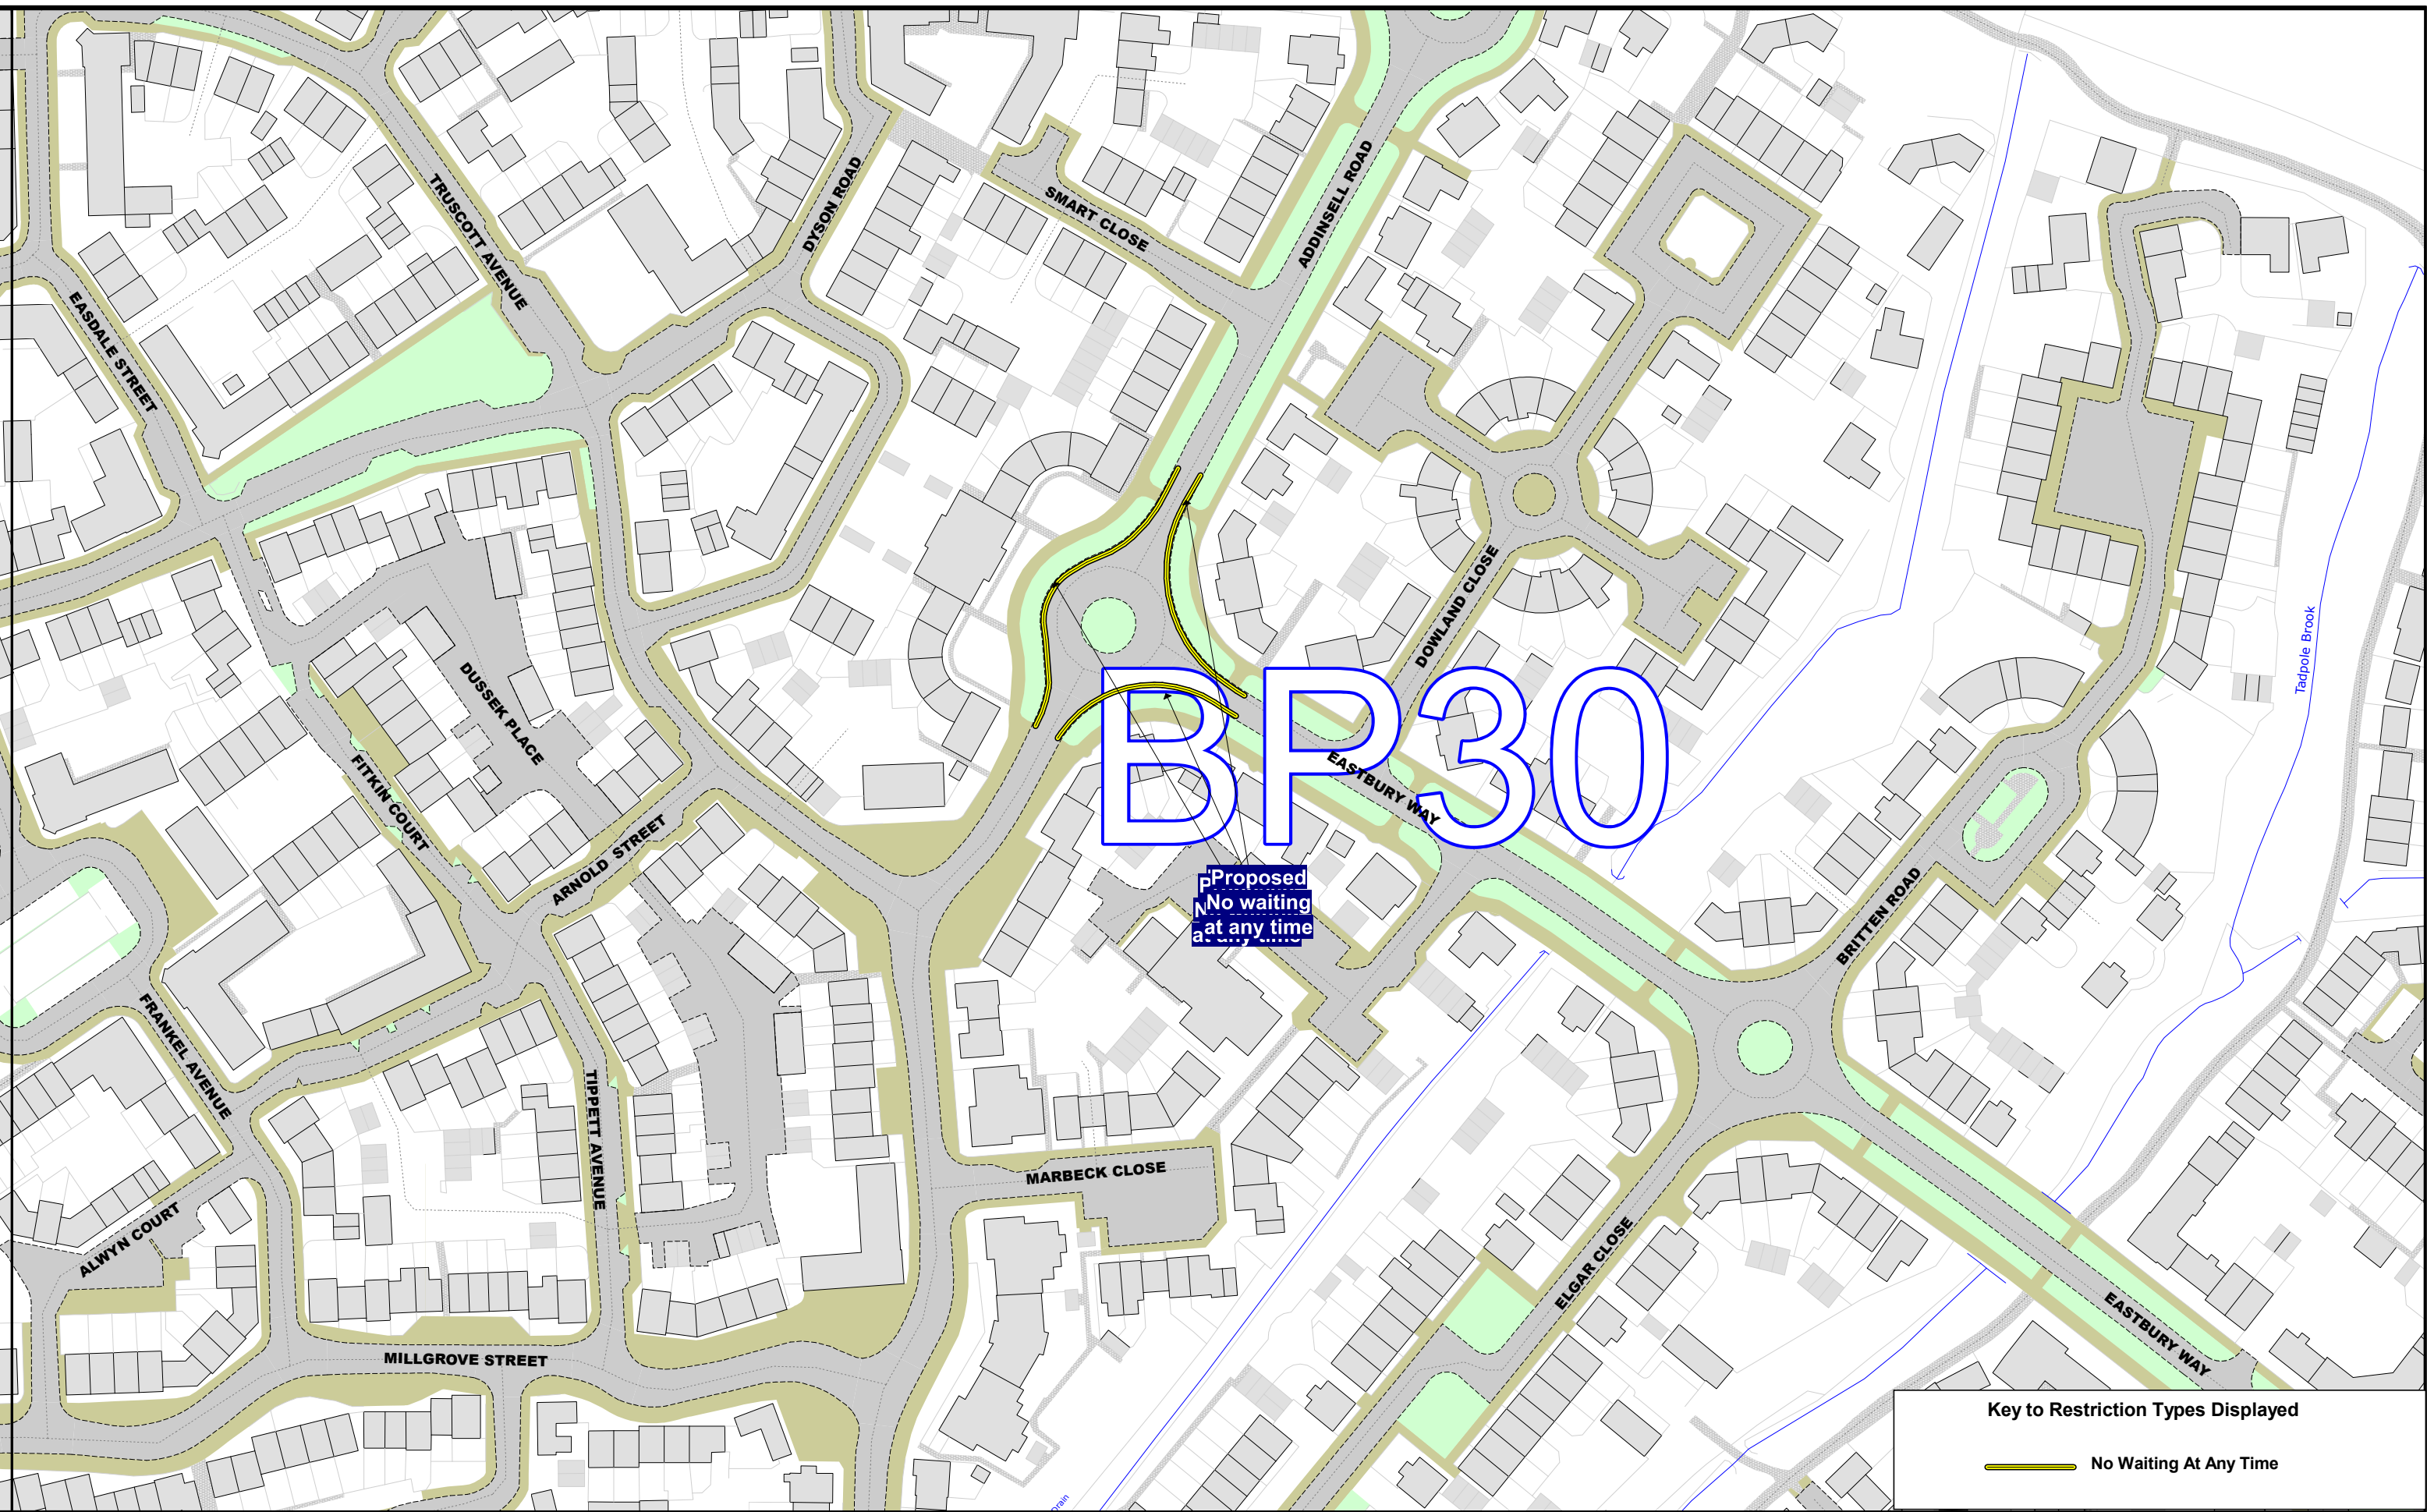 TRUSCOTT AVENUE
DYSON ROAD
SMART CLOSE
ADDINSELL ROAD
EASDALE STREET
DUSSEK PLACE
FITKIN COURT
ARNOLD STREET
DOWLAND CLOSE
Tadpole Brook
BP30
EASTBURY WAY
Proposed
No waiting
at any time
BRITTEN ROAD
FRANKEL AVENUE
TIPPETT AVENUE
MARBECK CLOSE
ALWYN COURT
ELGAR CLOSE
MILLGROVE STREET
EASTBURY WAY
Drain
Key to Restriction Types Displayed
No Waiting At Any Time